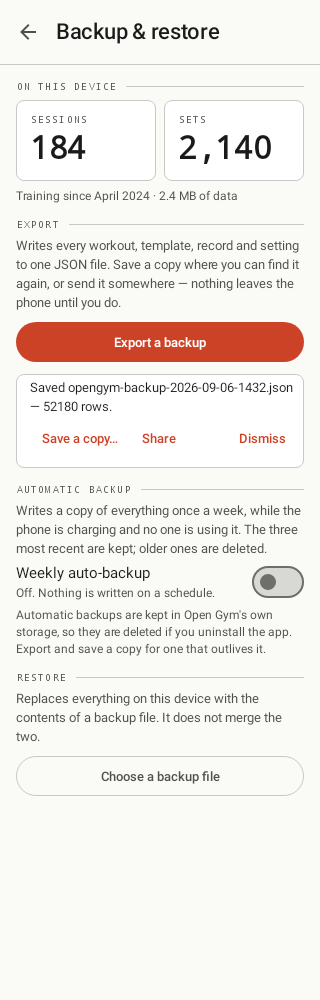 Backup & restore
ON THIS DEVICE
SESSIONS
184
SETS
2,140
Training since April 2024 · 2.4 MB of data
EXPORT
Writes every workout, template, record and setting
to one JSON file. Save a copy where you can find it
again, or send it somewhere — nothing leaves the
phone until you do.
Export a backup
Saved opengym-backup-2026-09-06-1432.json
— 52180 rows.
Save a copy…
Share
Dismiss
AUTOMATIC BACKUP
Writes a copy of everything once a week, while the
phone is charging and no one is using it. The three
most recent are kept; older ones are deleted.
Weekly auto-backup
Off. Nothing is written on a schedule.
Automatic backups are kept in Open Gym's own
storage, so they are deleted if you uninstall the app.
Export and save a copy for one that outlives it.
RESTORE
Replaces everything on this device with the
contents of a backup file. It does not merge the
two.
Choose a backup file